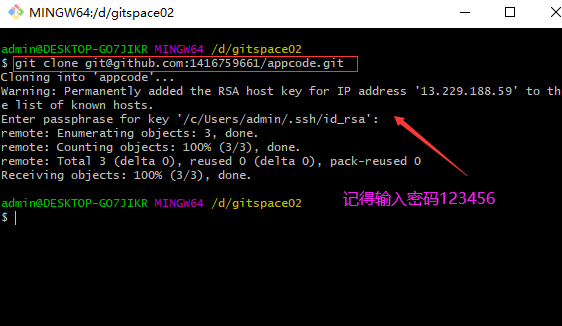 MINGW64:/d/gitspace02
admin@DESKTOP-GO7JIKR MINGW64 /d/gitspace02
$ git clone git@github.com:1416759661/appcode.git
Cloning into 'appcode'...
Warning: Permanently added the RSA host key for IP address '13.229.188.59' to th
e list of known hosts.
Enter passphrase for key '/c/Users/admin/.ssh/id_rsa':
remote: Enumerating objects: 3, done.
remote: Counting objects: 100% (3/3), done.
remote: Total 3 (delta 0), reused 0 (delta 0), pack-reused 0
Receiving objects: 100% (3/3), done.
admin@DESKTOP-GO7JIKR MINGW64 /d/gitspace02
记得输入密码123456
$